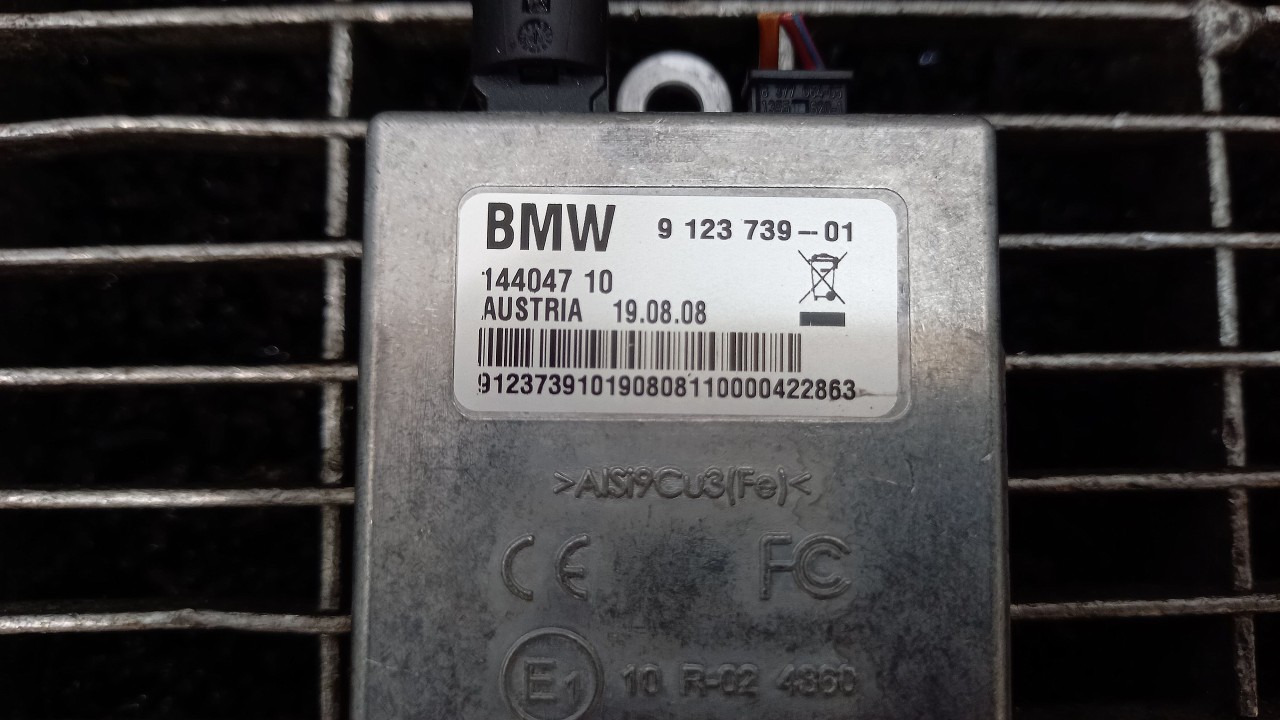 BMW 9 123 739-01
144047 10
AUSTRIA 19.08.08
912373910190808110000422863
>AlSi9Cu3(Fe)<
CE FC
E1 10 R-02 4360